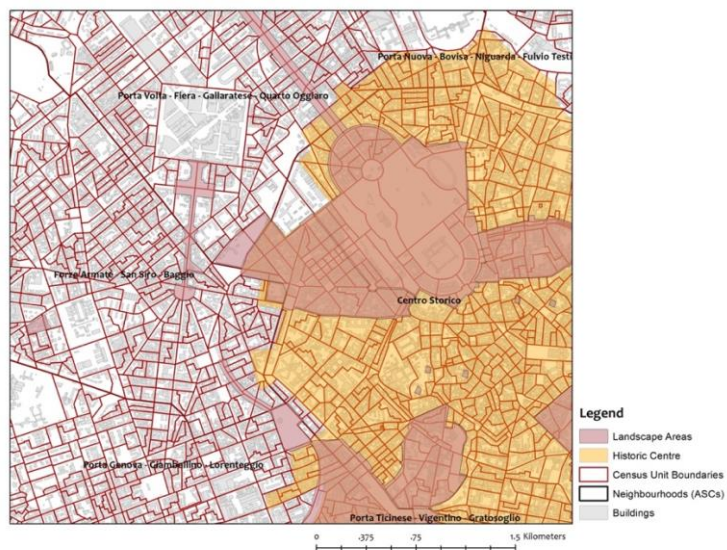 Porta Nuova - Bovisa - Niguarda - Fulvio Testi
Porta Volta - Fiera - Gallaratese - Quarto Oggiaro
Forze Armate - San Siro - Baggio
Centro Storico
Porta Genova - Giambellino - Lorenteggio
Porta Ticinese - Vigentino - Gratosoglio
Legend
Landscape Areas
Historic Centre
Census Unit Boundaries
Neighbourhoods (ASCs)
Buildings
0 .375 .75 1.5 Kilometers